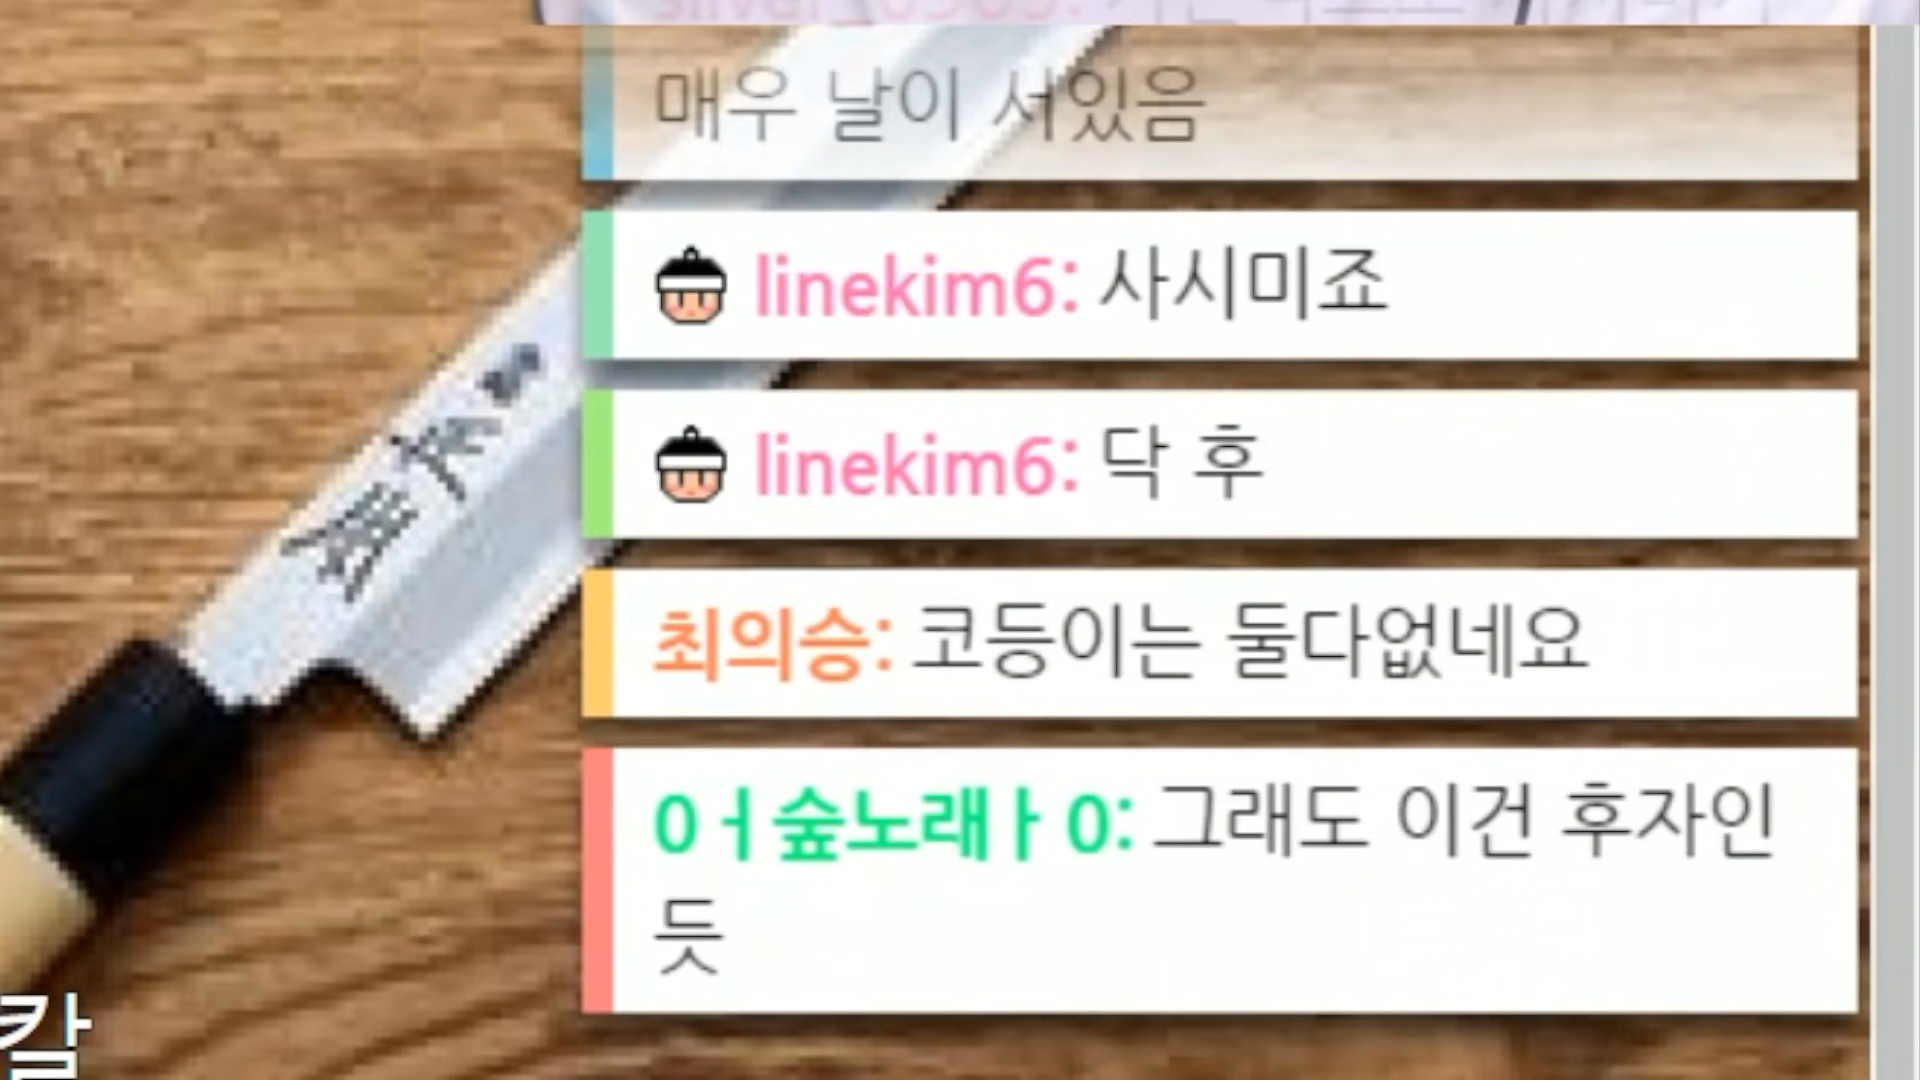 매우 날이 서있음
linekim6: 사시미죠
linekim6: 닥 후
최의승: 코등이는 둘다없네요
0ㅓ숲노래ㅏ0: 그래도 이건 후자인
듯
칼